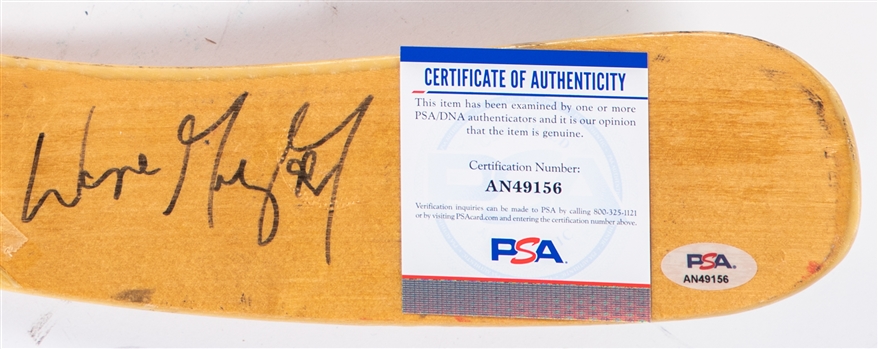 Wayne Gretzky
CERTIFICATE OF AUTHENTICITY
This item has been examined by one or more
PSA/DNA authenticators and it is our opinion
that the item is genuine.
Certification Number:
AN49156
Verification inquiries can be made to PSA by calling 800-325-1121
or by visiting PSAcard.com and entering the certification number above.
PSA.
PSA.
AN49156